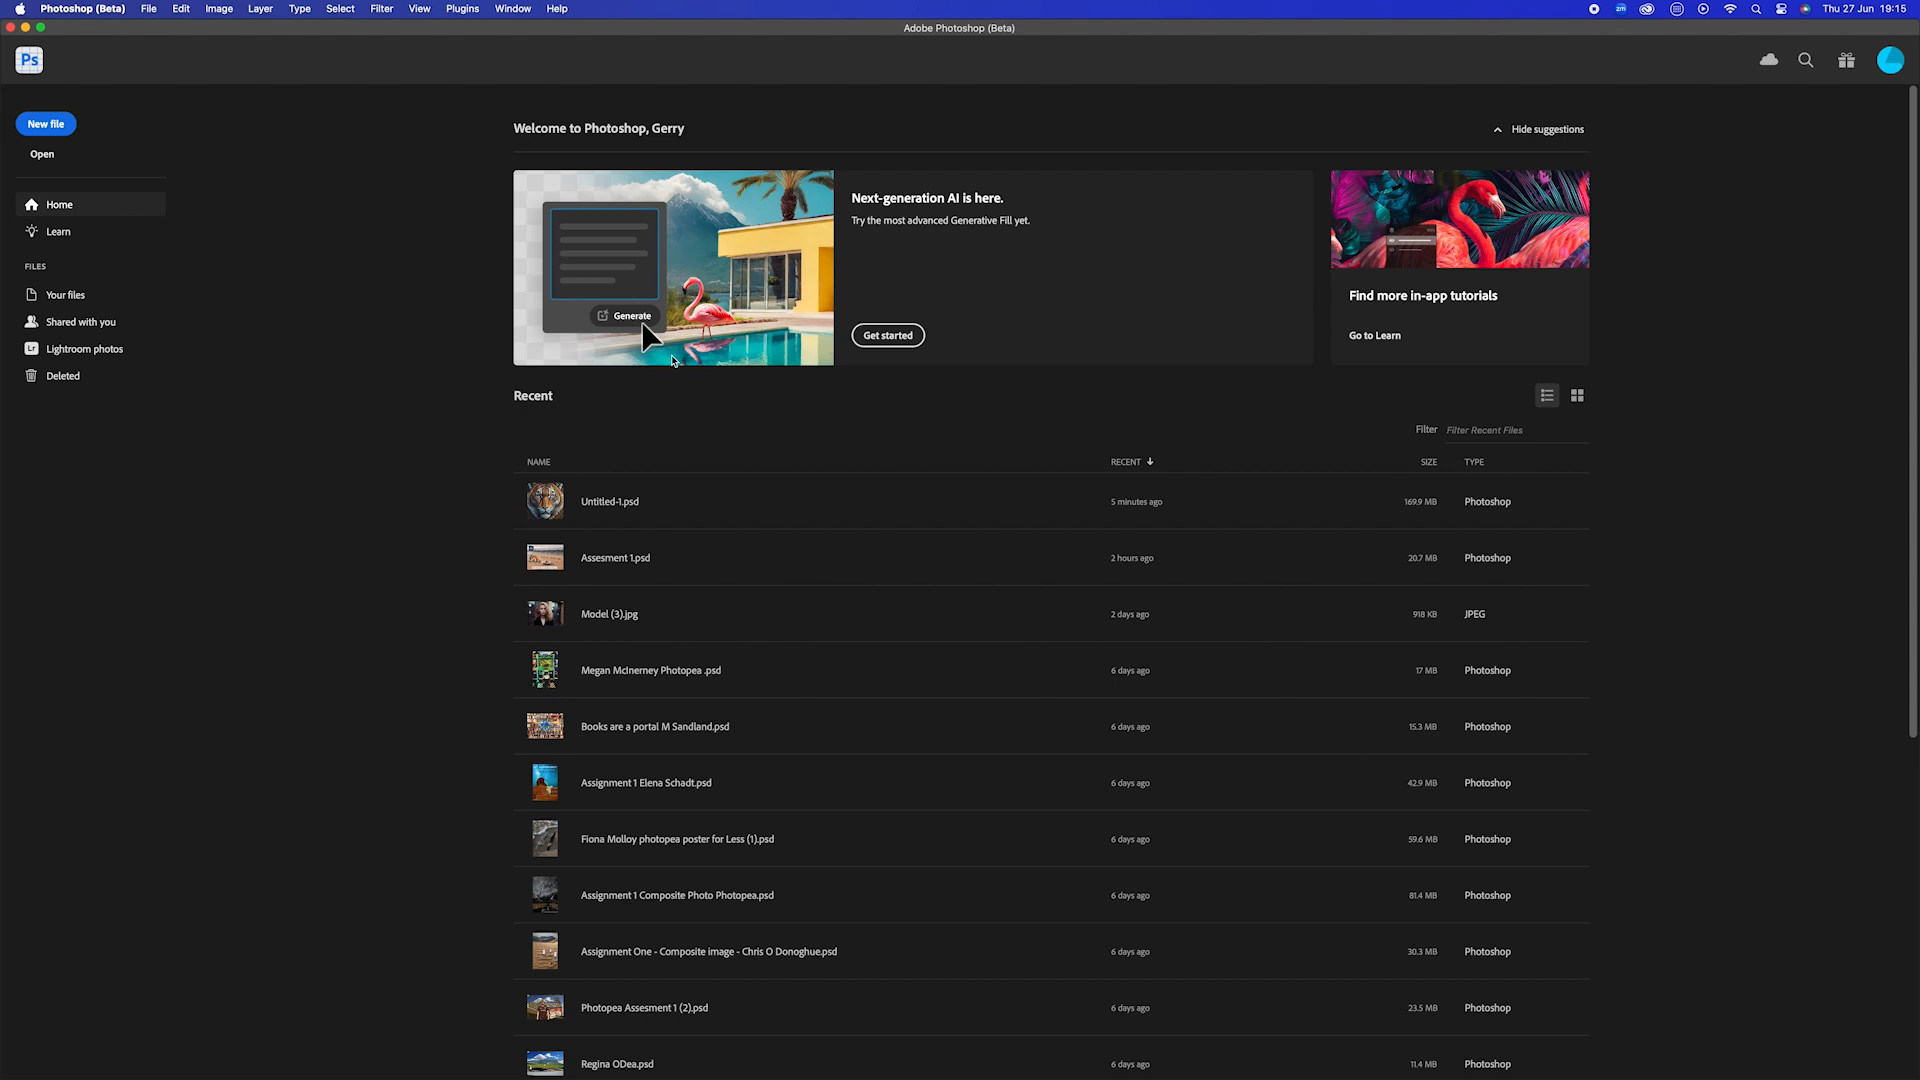 Photoshop (Beta) File Edit Image Layer Type Select Filter View Plugins Window Help
zm
Thu 27 Jun 19:15
Adobe Photoshop (Beta)
Ps
New file
Open
Home
Learn
FILES
Your files
Shared with you
Lr Lightroom photos
Deleted
Welcome to Photoshop, Gerry
Hide suggestions
Generate
Next-generation AI is here.
Try the most advanced Generative Fill yet.
Get started
Find more in-app tutorials
Go to Learn
Recent
Filter Filter Recent Files
NAME RECENT SIZE TYPE
Untitled-1.psd 5 minutes ago 169.9 MB Photoshop
Assesment 1.psd 2 hours ago 20.7 MB Photoshop
Model (3).jpg 2 days ago 918 KB JPEG
Megan McInerney Photopea .psd 6 days ago 17 MB Photoshop
Books are a portal M Sandland.psd 6 days ago 15.3 MB Photoshop
Assignment 1 Elena Schadt.psd 6 days ago 42.9 MB Photoshop
Fiona Molloy photopea poster for Less (1).psd 6 days ago 59.6 MB Photoshop
Assignment 1 Composite Photo Photopea.psd 6 days ago 81.4 MB Photoshop
Assignment One - Composite image - Chris O Donoghue.psd 6 days ago 30.3 MB Photoshop
Photopea Assesment 1 (2).psd 6 days ago 23.5 MB Photoshop
Regina ODea.psd 6 days ago 11.4 MB Photoshop